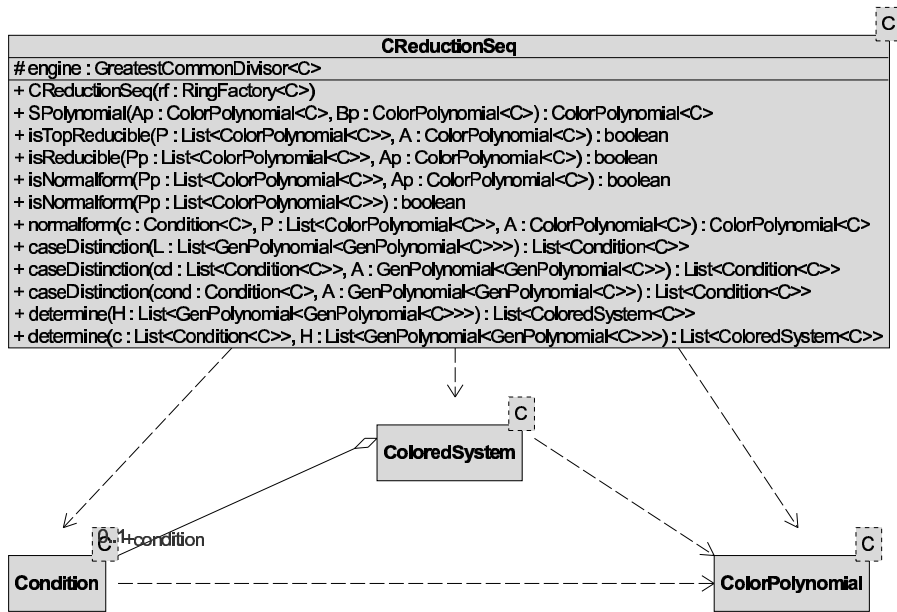 C
CReductionSeq
# engine : GreatestCommonDivisor<C>
+ CReductionSeq(rf : RingFactory<C>)
+ SPolynomial(Ap : ColorPolynomial<C>, Bp : ColorPolynomial<C>) : ColorPolynomial<C>
+ isTopReducible(P : List<ColorPolynomial<C>>, A : ColorPolynomial<C>) : boolean
+ isReducible(Pp : List<ColorPolynomial<C>>, Ap : ColorPolynomial<C>) : boolean
+ isNormalform(Pp : List<ColorPolynomial<C>>, Ap : ColorPolynomial<C>) : boolean
+ isNormalform(Pp : List<ColorPolynomial<C>>) : boolean
+ normalform(c : Condition<C>, P : List<ColorPolynomial<C>>, A : ColorPolynomial<C>) : ColorPolynomial<C>
+ caseDistinction(L : List<GenPolynomial<GenPolynomial<C>>>) : List<Condition<C>>
+ caseDistinction(cd : List<Condition<C>>, A : GenPolynomial<GenPolynomial<C>>) : List<Condition<C>>
+ caseDistinction(cond : Condition<C>, A : GenPolynomial<GenPolynomial<C>>) : List<Condition<C>>
+ determine(H : List<GenPolynomial<GenPolynomial<C>>>) : List<ColoredSystem<C>>
+ determine(c : List<Condition<C>>, H : List<GenPolynomial<GenPolynomial<C>>>) : List<ColoredSystem<C>>
C
ColoredSystem
C
0..1
+condition
Condition
C
ColorPolynomial